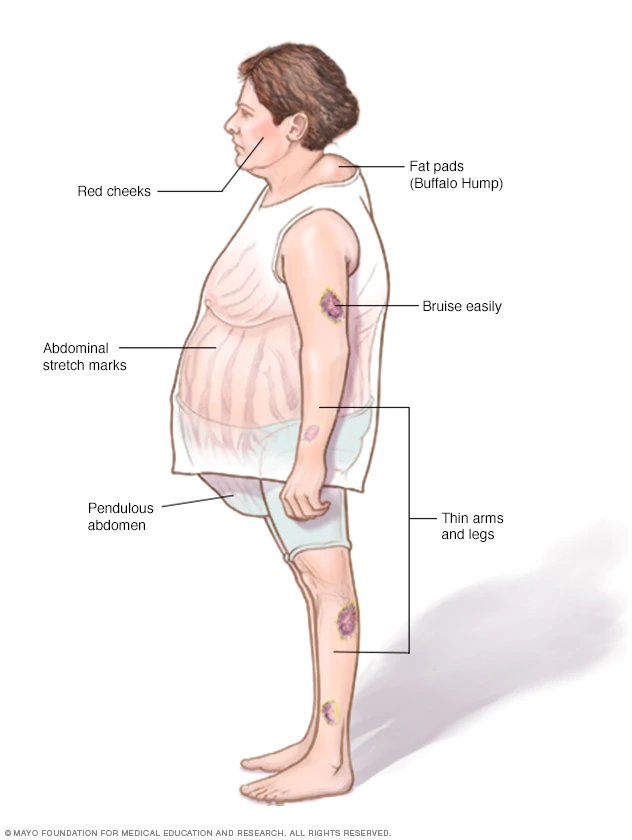 Fat pads
(Buffalo Hump)
Red cheeks
Bruise easily
Abdominal
stretch marks
Pendulous
abdomen
Thin arms
and legs
© MAYO FOUNDATION FOR MEDICAL EDUCATION AND RESEARCH. ALL RIGHTS RESERVED.